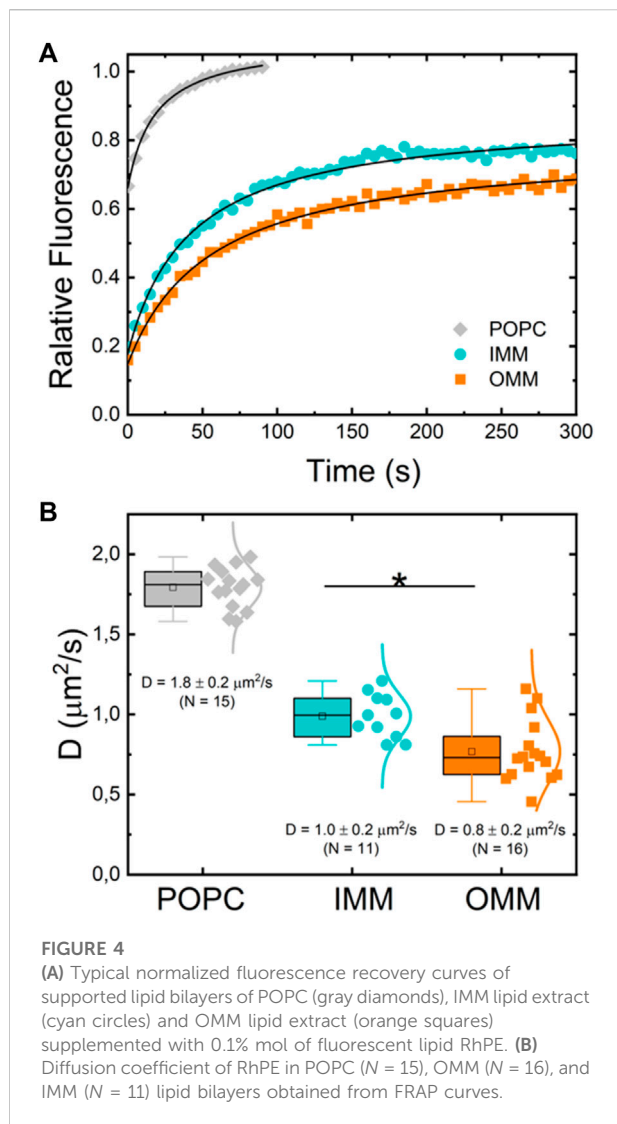 A
Ralative Fluorescence
1.0
0.8
0.6
0.4
0.2
0.0
POPC
IMM
OMM
0 50 100 150 200 250 300
Time (s)
B
D (μm²/s)
2,0
1,5
1,0
0,5
0,0
*
D = 1.8 ± 0.2 μm²/s
(N = 15)
D = 1.0 ± 0.2 μm²/s
(N = 11)
D = 0.8 ± 0.2 μm²/s
(N = 16)
POPC IMM OMM
FIGURE 4
(A) Typical normalized fluorescence recovery curves of
supported lipid bilayers of POPC (gray diamonds), IMM lipid extract
(cyan circles) and OMM lipid extract (orange squares)
supplemented with 0.1% mol of fluorescent lipid RhPE. (B)
Diffusion coefficient of RhPE in POPC (N = 15), OMM (N = 16), and
IMM (N = 11) lipid bilayers obtained from FRAP curves.